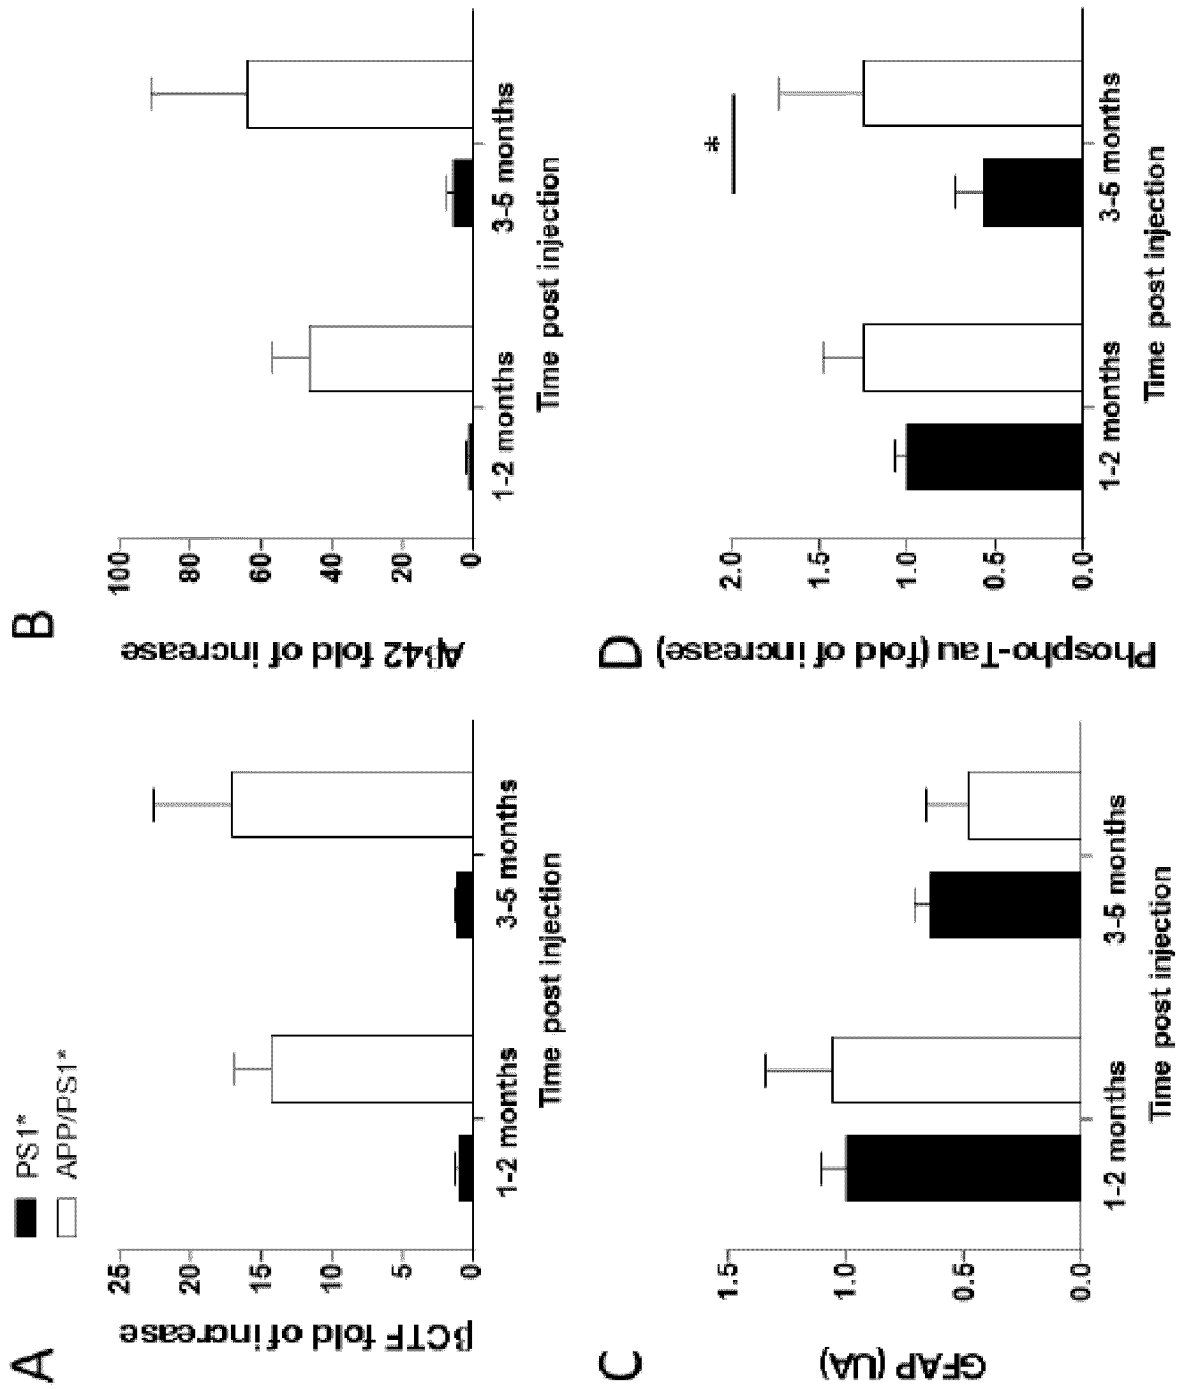 PS1*
APP/PS1*
A
βCTF fold of increase
25
20
15
10
5
0
1-2 months
3-5 months
Time post injection
B
Aβ42 fold of increase
100
80
60
40
20
0
1-2 months
3-5 months
Time post injection
C
GFAP (UA)
1.5
1.0
0.5
0.0
1-2 months
3-5 months
Time post injection
D
Phospho-Tau (fold of increase)
2.0
1.5
1.0
0.5
0.0
*
1-2 months
3-5 months
Time post injection